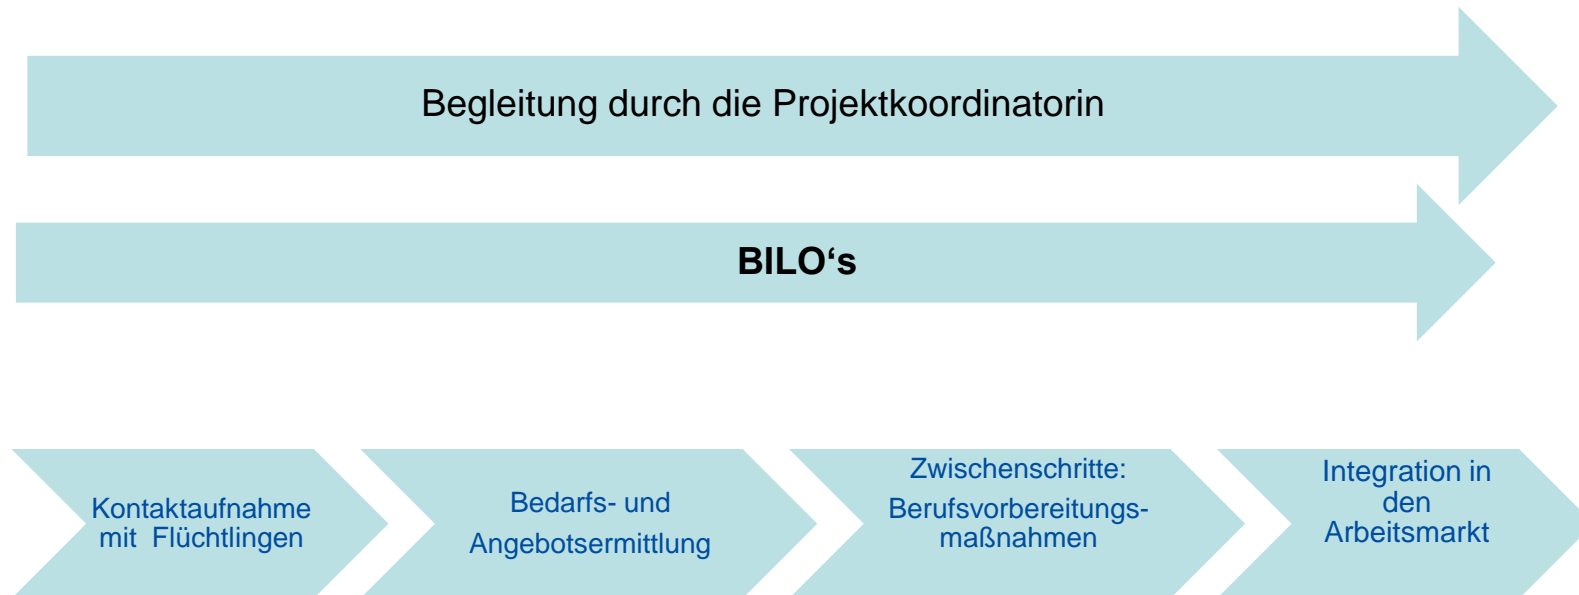 Begleitung durch die Projektkoordinatorin
BILO‘s
Kontaktaufnahme
mit Flüchtlingen
Bedarfs- und
Angebotsermittlung
Zwischenschritte:
Berufsvorbereitungs-
maßnahmen
Integration in
den
Arbeitsmarkt